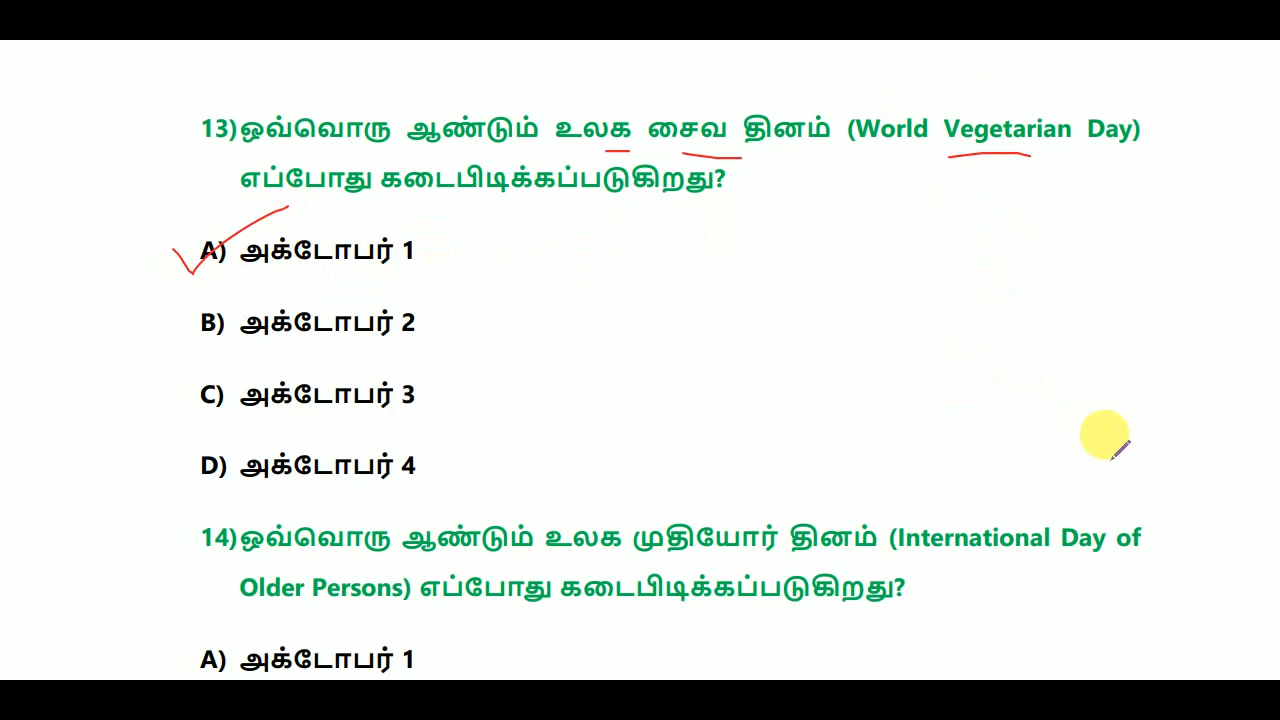 13)ஒவ்வொரு ஆண்டும் உலக சைவ தினம் (World Vegetarian Day)
எப்போது கடைபிடிக்கப்படுகிறது?
A) அக்டோபர் 1
B) அக்டோபர் 2
C) அக்டோபர் 3
D) அக்டோபர் 4
14)ஒவ்வொரு ஆண்டும் உலக முதியோர் தினம் (International Day of
Older Persons) எப்போது கடைபிடிக்கப்படுகிறது?
A) அக்டோபர் 1